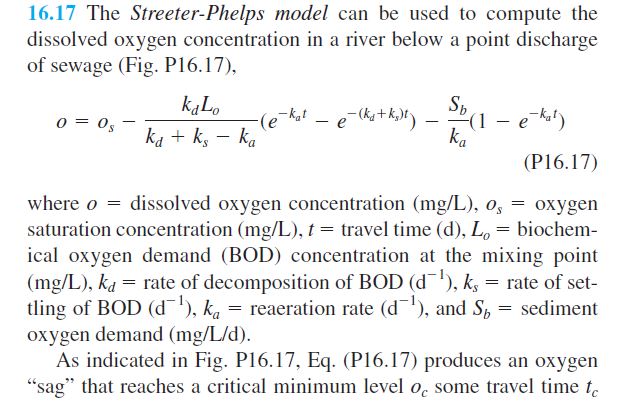 16.17 The Streeter-Phelps model can be used to compute the
dissolved oxygen concentration in a river below a point discharge
of sewage (Fig. P16.17),
o = o_s − \frac{k_d L_o}{k_d + k_s − k_a}(e^{−k_a t} − e^{−(k_d+k_s)t}) − \frac{S_b}{k_a}(1 − e^{−k_a t})
(P16.17)
where o = dissolved oxygen concentration (mg/L), o_s = oxygen
saturation concentration (mg/L), t = travel time (d), L_o = biochem-
ical oxygen demand (BOD) concentration at the mixing point
(mg/L), k_d = rate of decomposition of BOD (d^{−1}), k_s = rate of set-
tling of BOD (d^{−1}), k_a = reaeration rate (d^{−1}), and S_b = sediment
oxygen demand (mg/L/d).
As indicated in Fig. P16.17, Eq. (P16.17) produces an oxygen
“sag” that reaches a critical minimum level o_c some travel time t_c